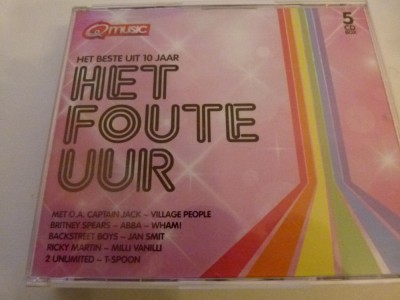 Q music
5
CD
HET BESTE UIT 10 JAAR
HET
FOUTE
UUR
MET O.A. CAPTAIN JACK – VILLAGE PEOPLE
BRITNEY SPEARS – ABBA – WHAM!
BACKSTREET BOYS – JAN SMIT
RICKY MARTIN – MILLI VANILLI
2 UNLIMITED – T-SPOON